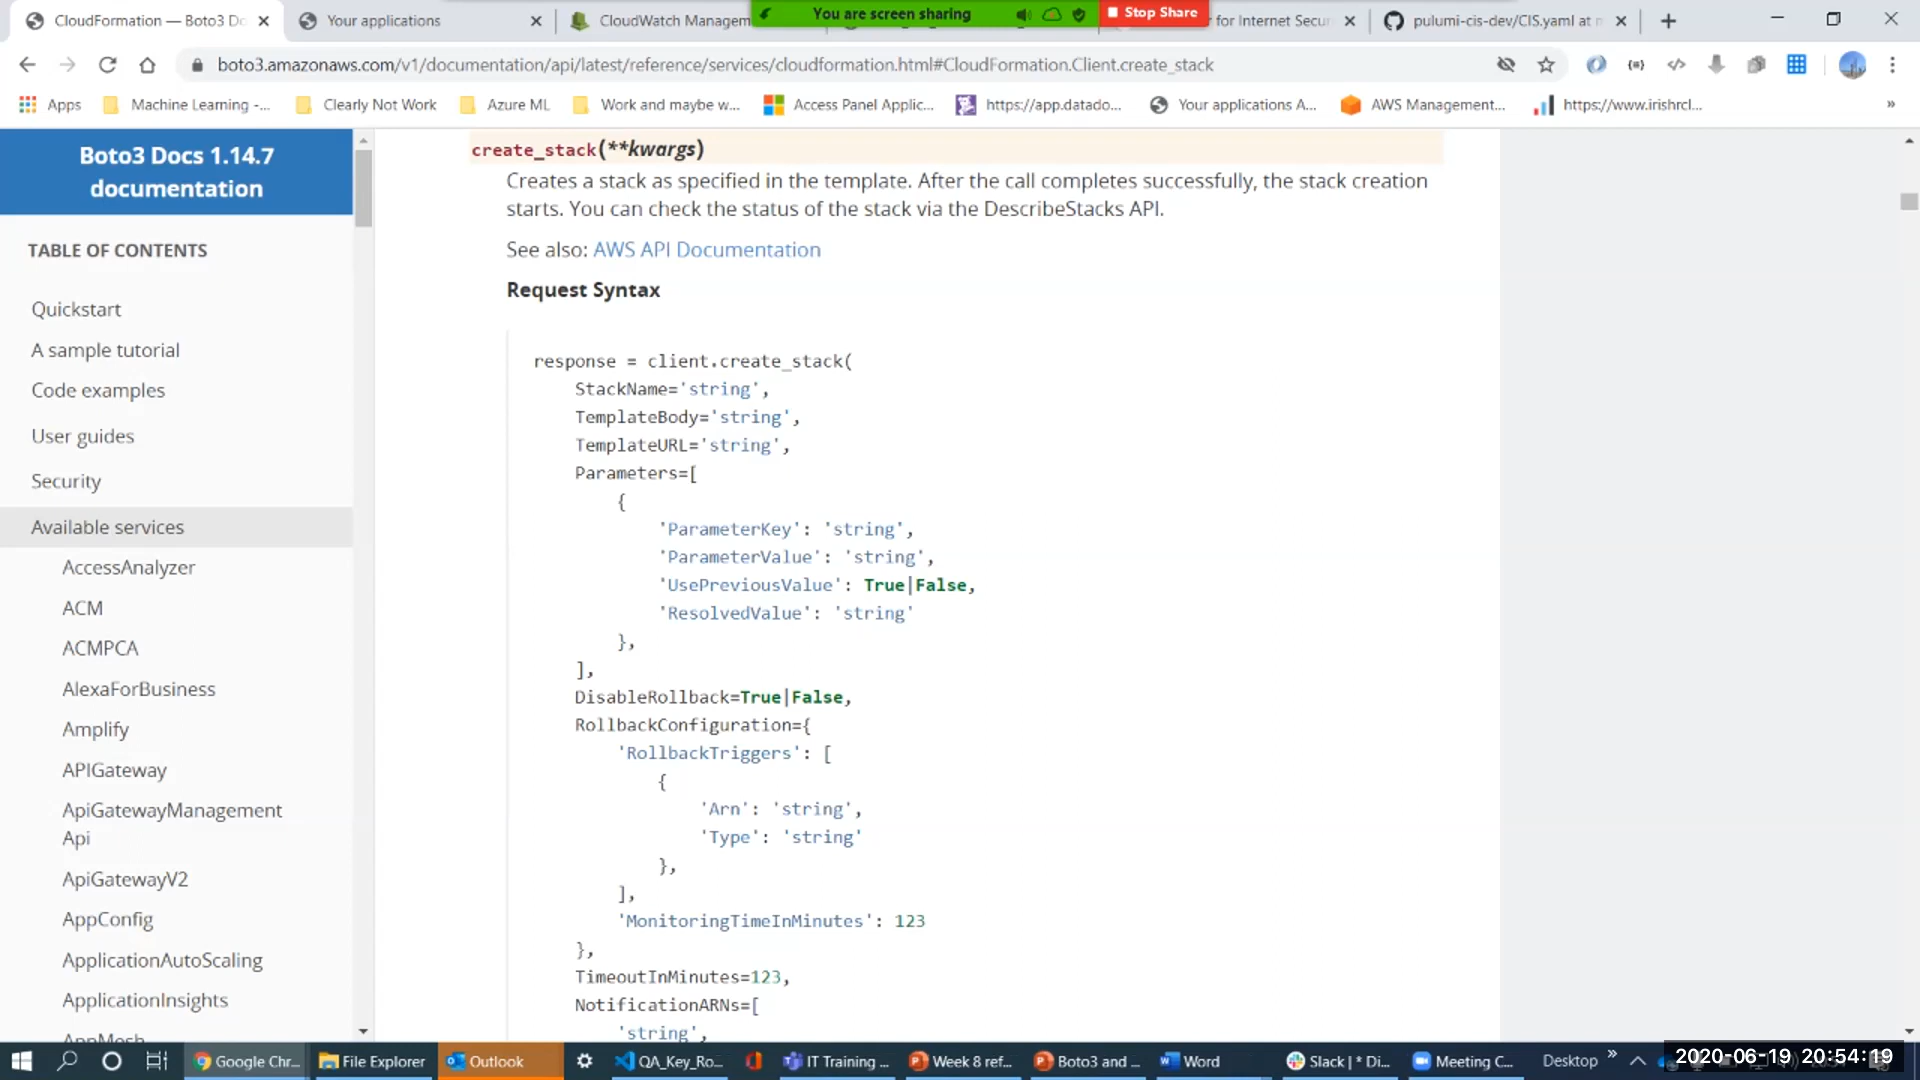 CloudFormation — Boto3 Do
Your applications
CloudWatch Managem
You are screen sharing
Stop Share
for Internet Secur
pulumi-cis-dev/CIS.yaml at m
boto3.amazonaws.com/v1/documentation/api/latest/reference/services/cloudformation.html#CloudFormation.Client.create_stack
Apps
Machine Learning -...
Clearly Not Work
Azure ML
Work and maybe w...
Access Panel Applic...
https://app.datado...
Your applications A...
AWS Management...
https://www.irishrcl...
»
Boto3 Docs 1.14.7
documentation
TABLE OF CONTENTS
Quickstart
A sample tutorial
Code examples
User guides
Security
Available services
AccessAnalyzer
ACM
ACMPCA
AlexaForBusiness
Amplify
APIGateway
ApiGatewayManagement
Api
ApiGatewayV2
AppConfig
ApplicationAutoScaling
ApplicationInsights
AppMesh
create_stack(**kwargs)
Creates a stack as specified in the template. After the call completes successfully, the stack creation
starts. You can check the status of the stack via the DescribeStacks API.
See also: AWS API Documentation
Request Syntax
response = client.create_stack(
StackName='string',
TemplateBody='string',
TemplateURL='string',
Parameters=[
{
'ParameterKey': 'string',
'ParameterValue': 'string',
'UsePreviousValue': True|False,
'ResolvedValue': 'string'
},
],
DisableRollback=True|False,
RollbackConfiguration={
'RollbackTriggers': [
{
'Arn': 'string',
'Type': 'string'
},
],
'MonitoringTimeInMinutes': 123
},
TimeoutInMinutes=123,
NotificationARNs=[
'string',
Google Chr...
File Explorer
Outlook
QA_Key_Ro...
IT Training ...
Week 8 ref...
Boto3 and ...
Word
Slack | * Di...
Meeting C...
Desktop
»
2020-06-19 20:54:19